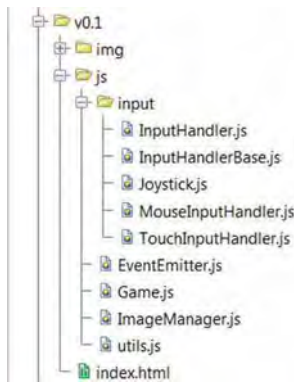 v0.1
img
js
input
InputHandler.js
InputHandlerBase.js
Joystick.js
MouseInputHandler.js
TouchInputHandler.js
EventEmitter.js
Game.js
ImageManager.js
utils.js
index.html